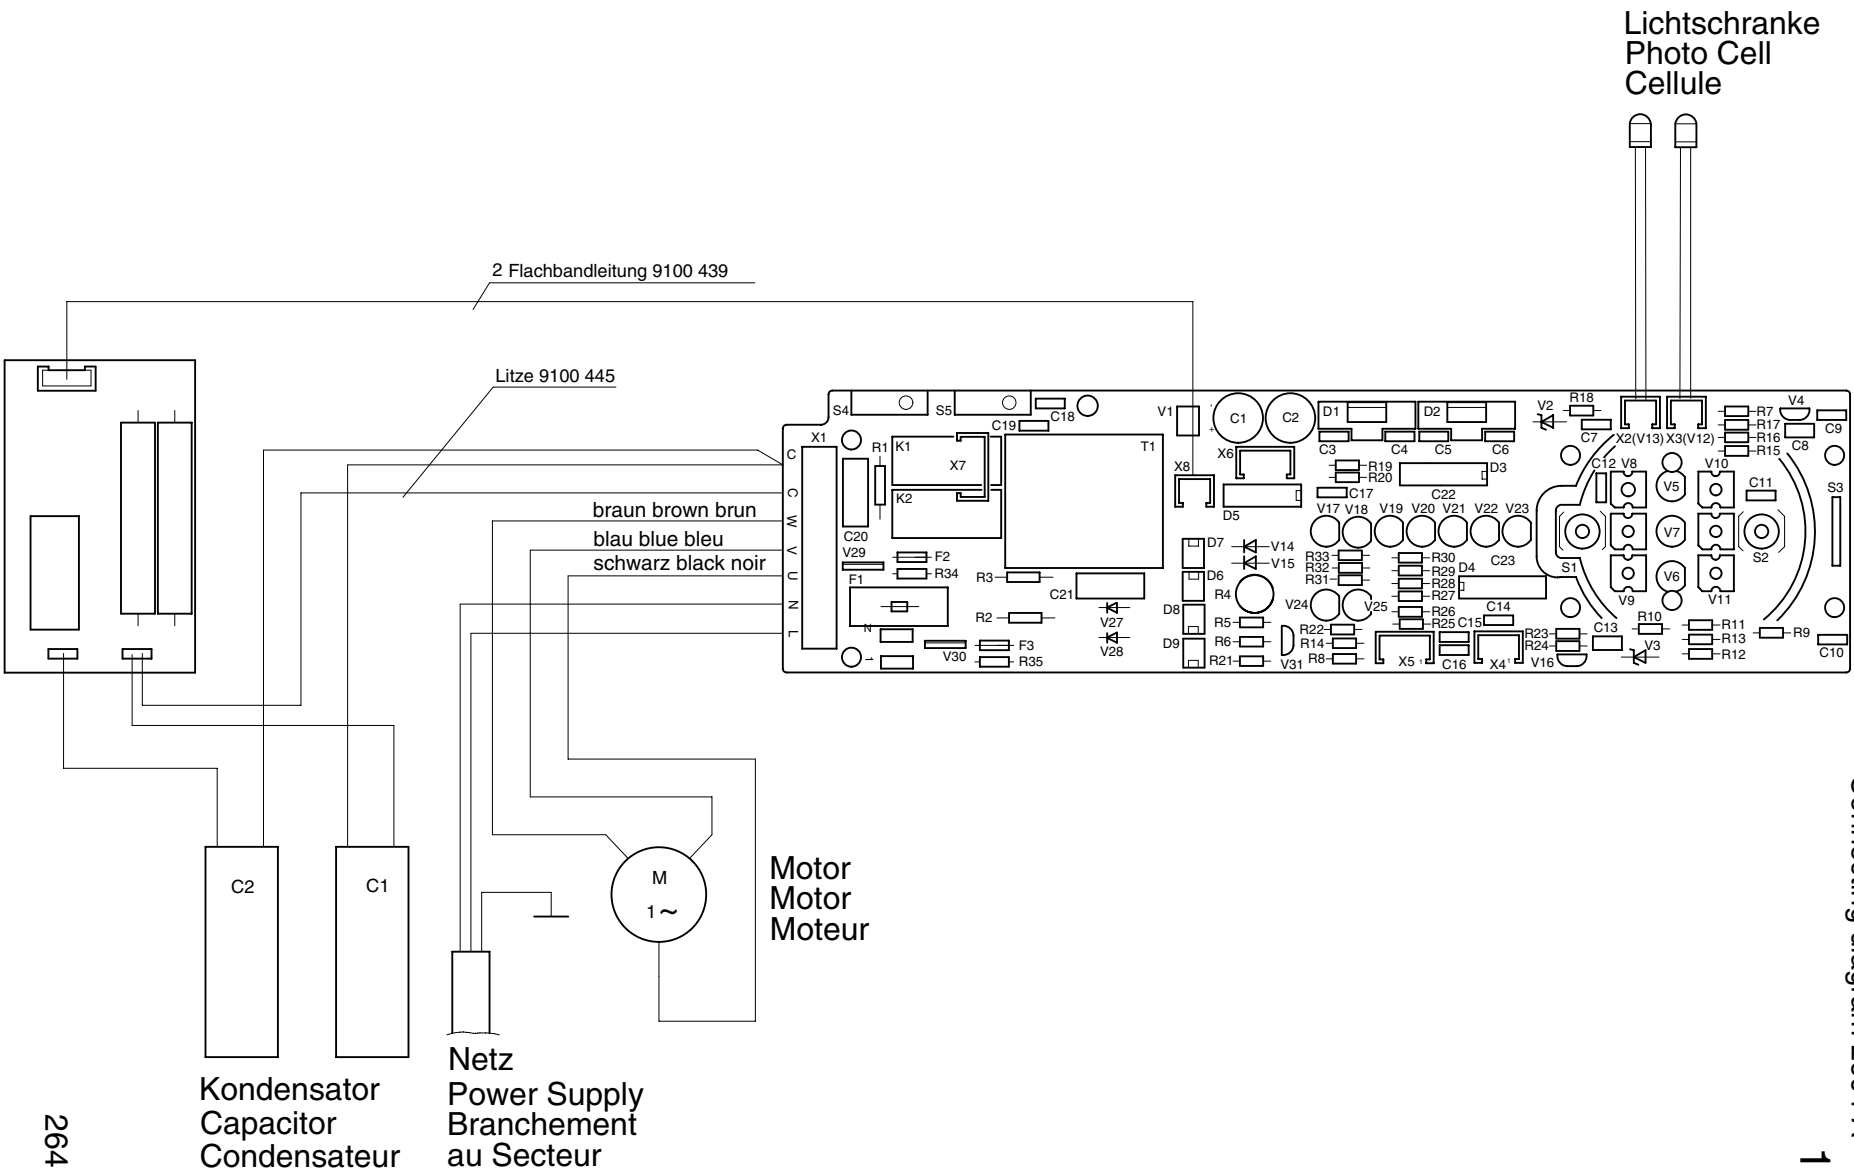 Lichtschranke
Photo Cell
Cellule
2 Flachbandleitung 9100 439
Litze 9100 445
braun brown brun
blau blue bleu
schwarz black noir
S4
S5
C18
C19
X1
C
C
W
V
U
N
L
R1
K1
X7
K2
T1
C20
V29
F2
R34
F1
N
F3
R35
V30
R3
R2
C21
V27
V28
V1
-
+
C1
C2
X8
X6
D5
D7
D6
D8
D9
V14
V15
R4
R5
R6
R21
V31
D1
D2
C3
C4
C5
C6
R19
R20
D3
C17
C22
V17
V18
V19
V20
V21
V22
V23
R33
R32
R31
R30
R29
R28
R27
R26
R25
D4
C23
V24
V25
R22
R14
R8
X5
1
C15
C16
C14
X4
1
V2
R18
C7
X2(V13)
X3(V12)
R7
R17
R16
R15
V4
C8
C9
C12
V8
V5
V10
C11
S3
V7
S1
S2
V6
V9
V11
R23
R24
V16
C13
R10
V3
R11
R13
R12
R9
C10
C2
C1
M
1~
Motor
Motor
Moteur
Kondensator
Capacitor
Condensateur
Netz
Power Supply
Branchement
au Secteur
264
1